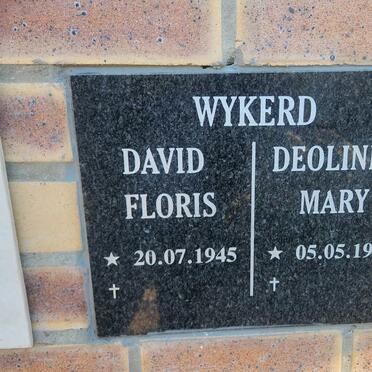 WYKERD
DAVID
FLORIS
★ 20.07.1945
✝
MARY
★ 05.05.19
✝